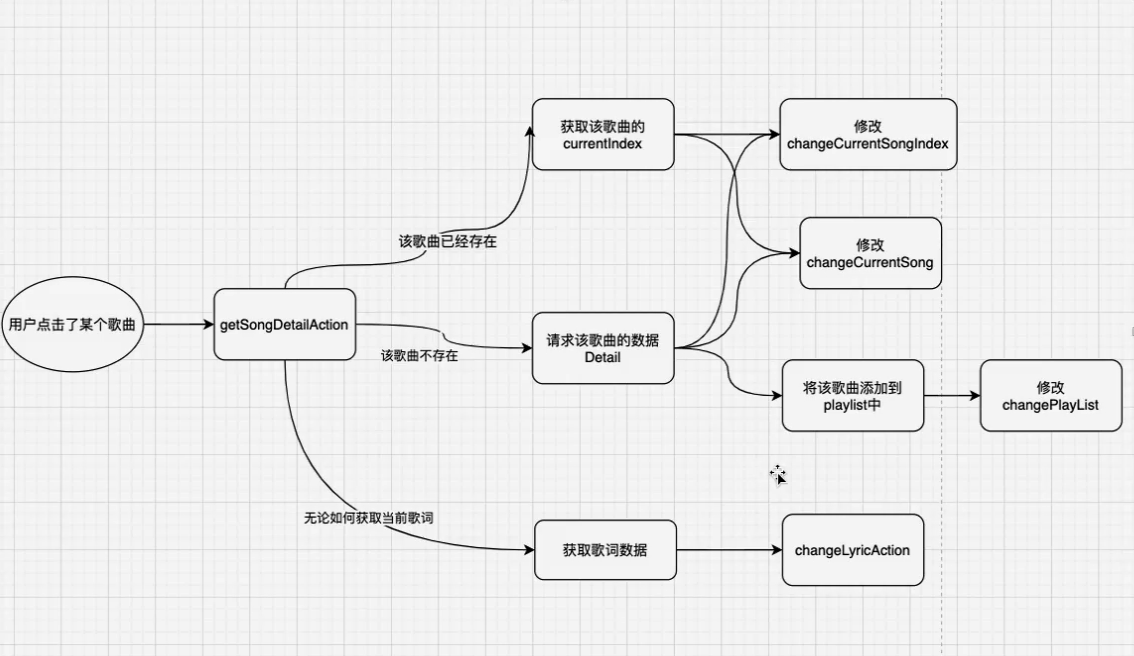 获取该歌曲的
currentIndex
修改
changeCurrentSongIndex
该歌曲已经存在
修改
changeCurrentSong
用户点击了某个歌曲
getSongDetailAction
请求该歌曲的数据
Detail
该歌曲不存在
将该歌曲添加到
playlist中
修改
changePlayList
无论如何获取当前歌词
获取歌词数据
changeLyricAction